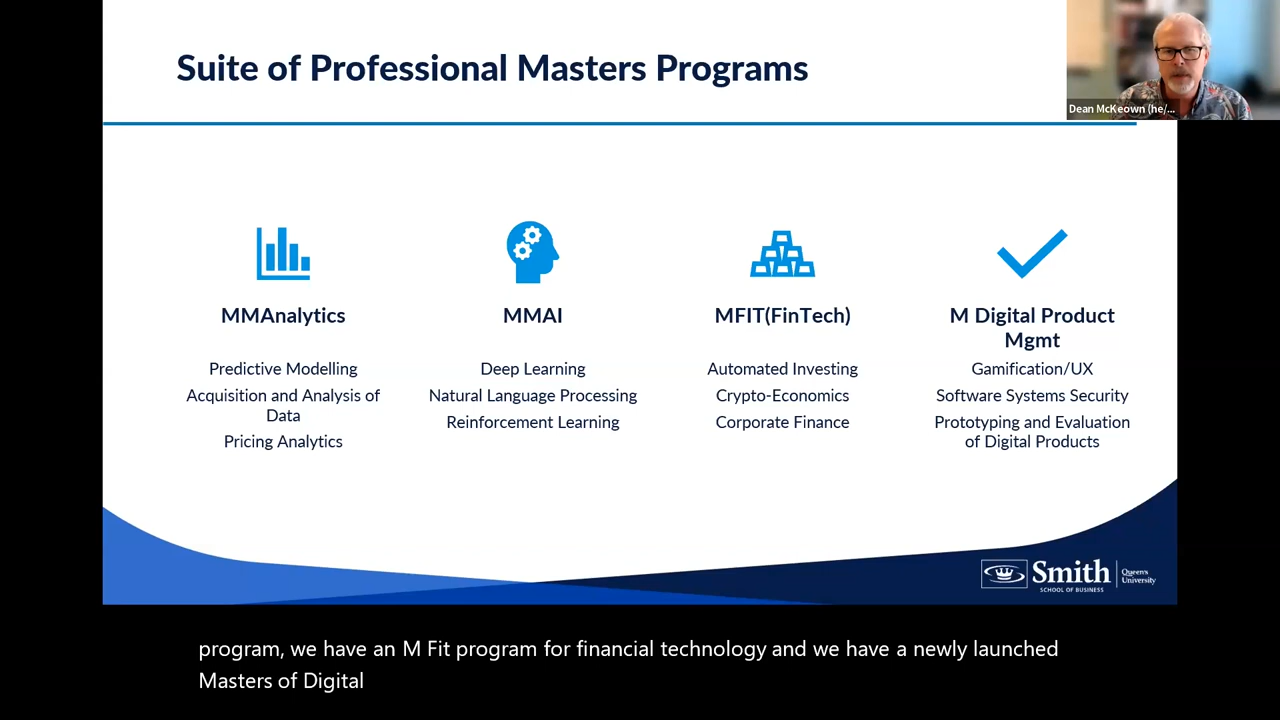 Suite of Professional Masters Programs
Dean McKeown (he/...
MMAnalytics
Predictive Modelling
Acquisition and Analysis of
Data
Pricing Analytics
MMAI
Deep Learning
Natural Language Processing
Reinforcement Learning
MFIT(FinTech)
Automated Investing
Crypto-Economics
Corporate Finance
M Digital Product
Mgmt
Gamification/UX
Software Systems Security
Prototyping and Evaluation
of Digital Products
Smith
SCHOOL OF BUSINESS
Queen's
University
program, we have an M Fit program for financial technology and we have a newly launched
Masters of Digital